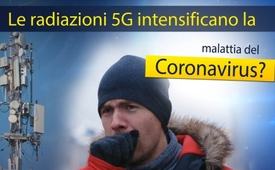 Le radiazioni 5G intensificano la
malattia del
Coronavirus?